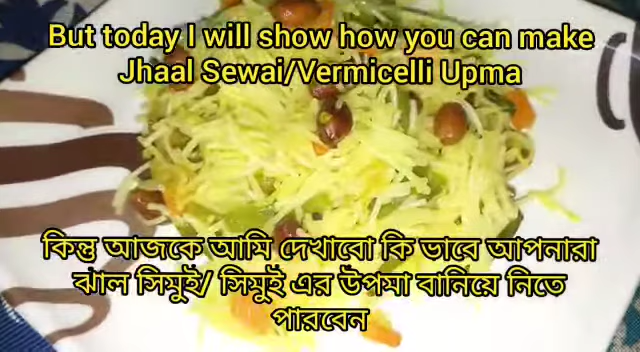 But today I will show how you can make
Jhaal Sewai/Vermicelli Upma
কিন্তু আজকে আমি দেখাবো কি ভাবে আপনারা
ঝাল সিমুই/ সিমুই এর উপমা বানিয়ে নিতে
পারবেন